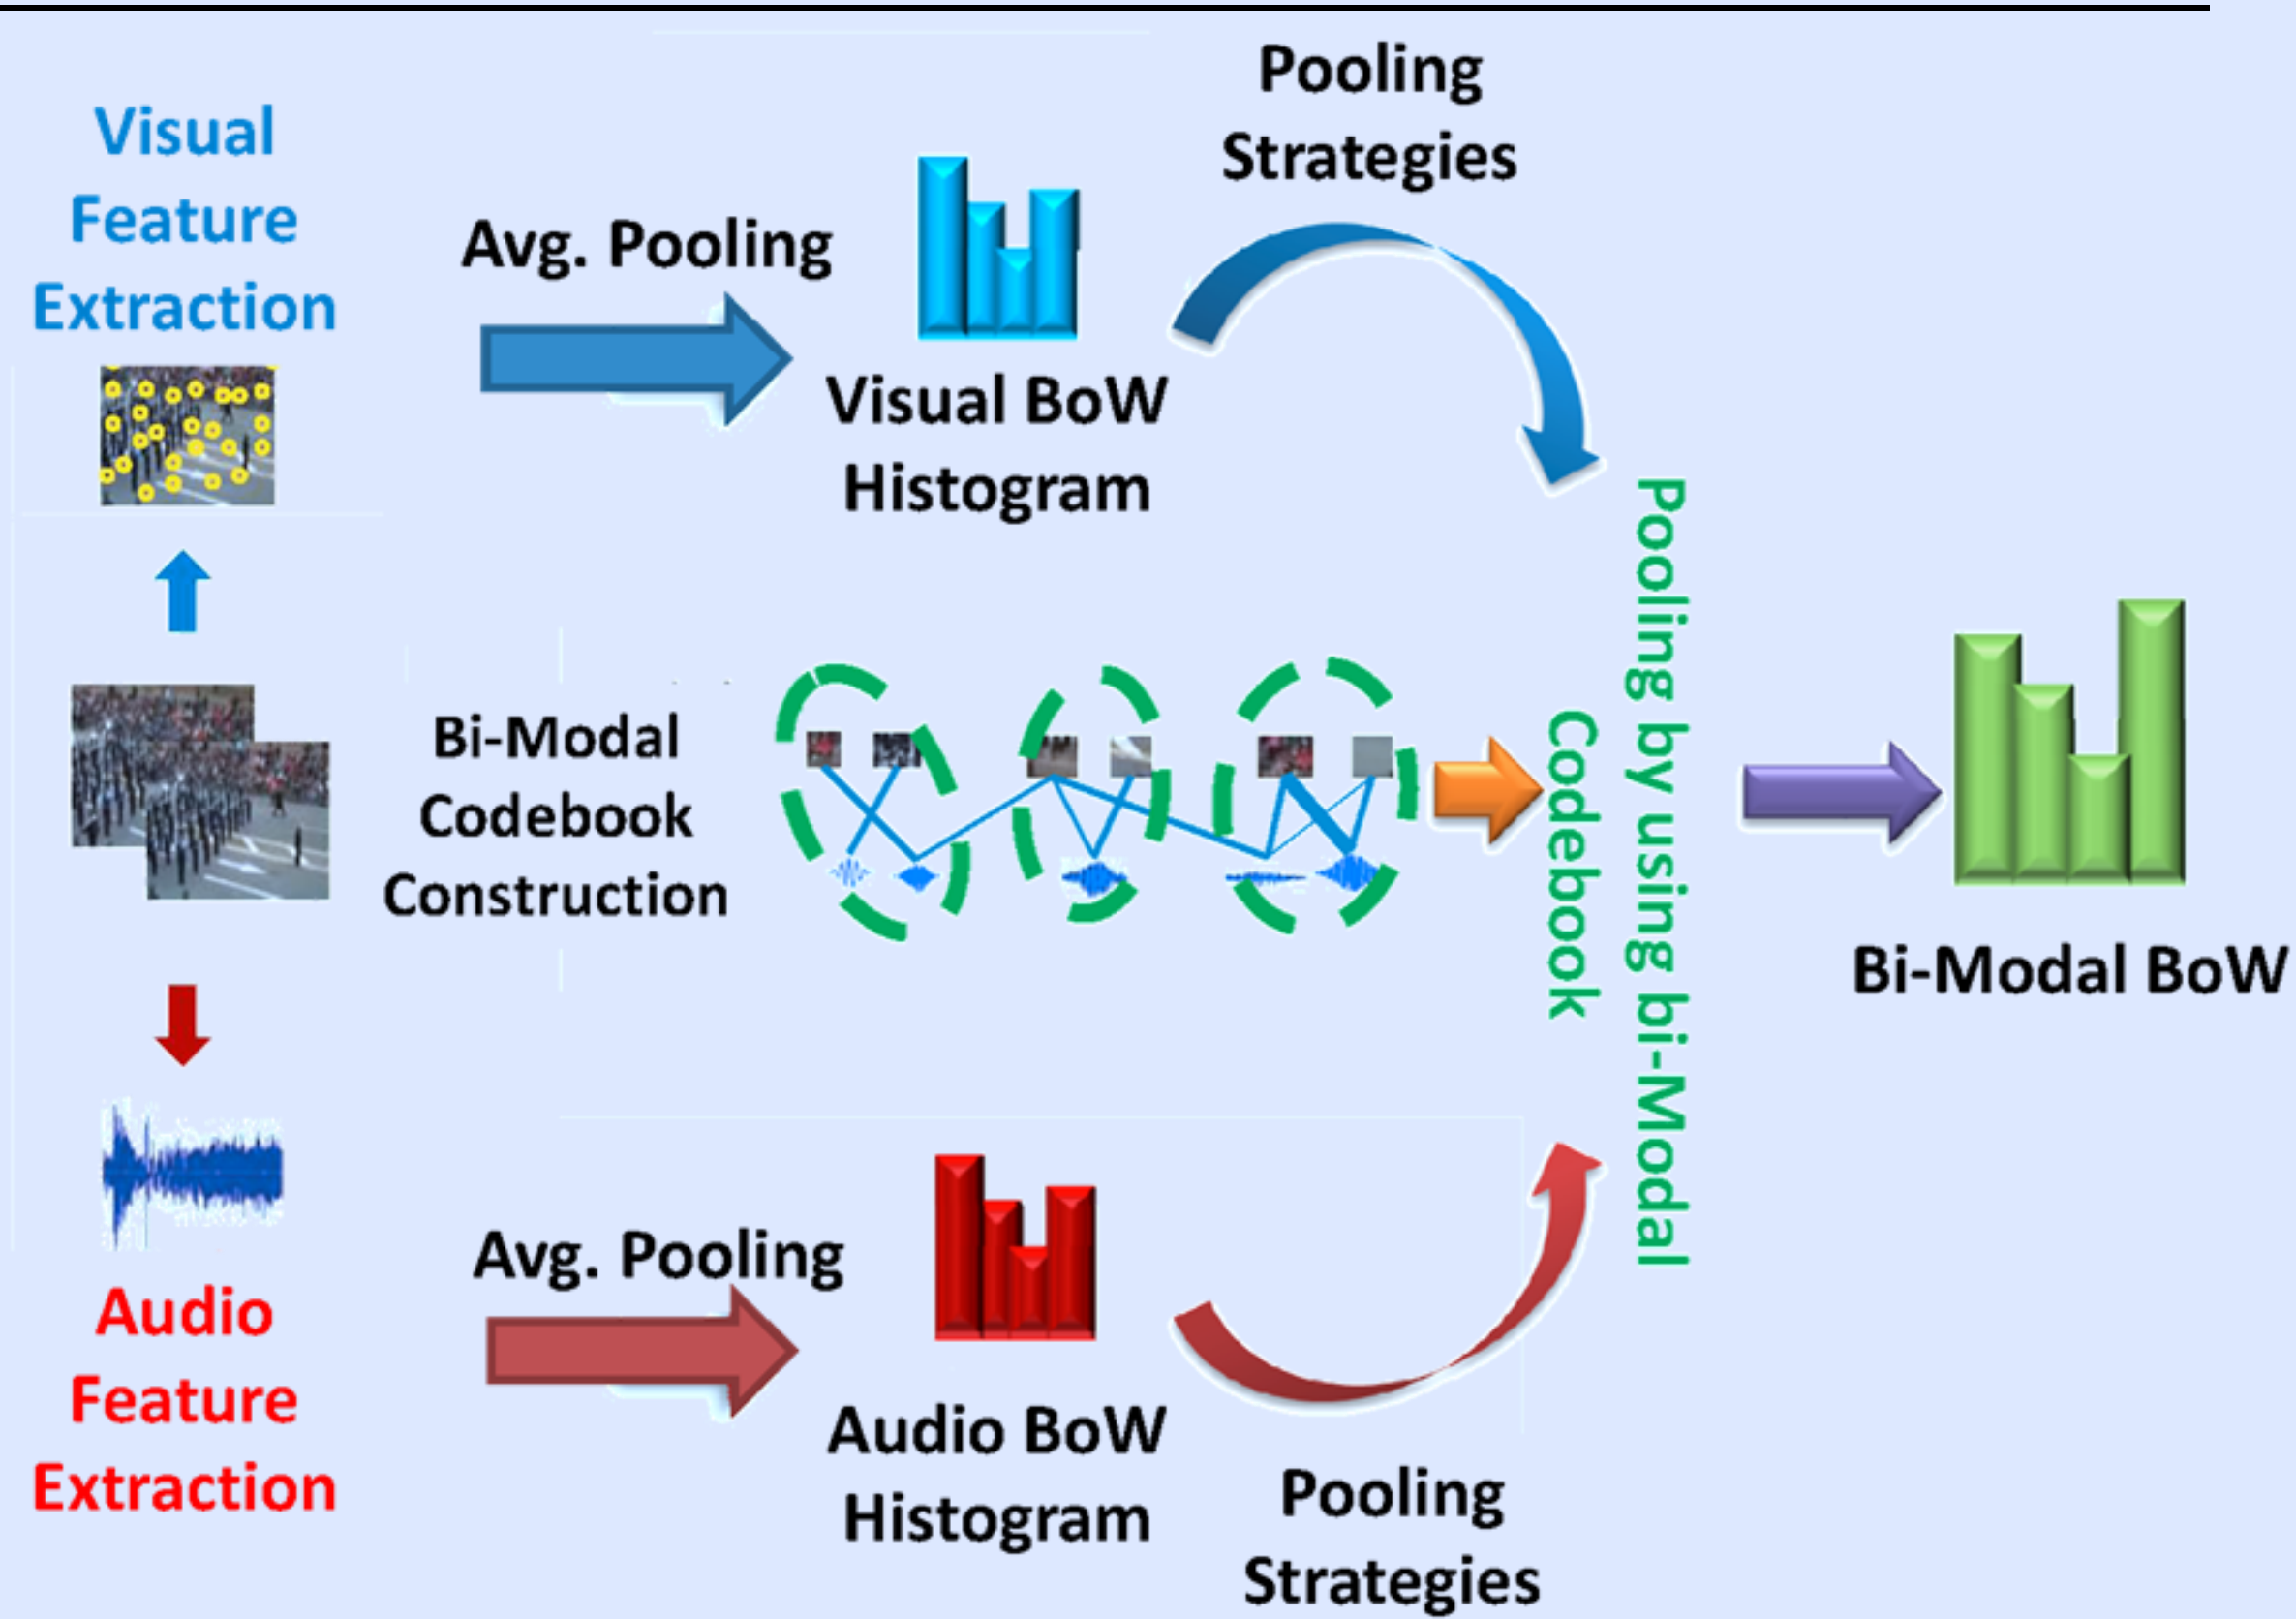 Visual
Feature
Extraction
Avg. Pooling
Visual BoW
Histogram
Pooling
Strategies
Bi-Modal
Codebook
Construction
Pooling by using bi-Modal
Codebook
Bi-Modal BoW
Audio
Feature
Extraction
Avg. Pooling
Audio BoW
Histogram
Pooling
Strategies